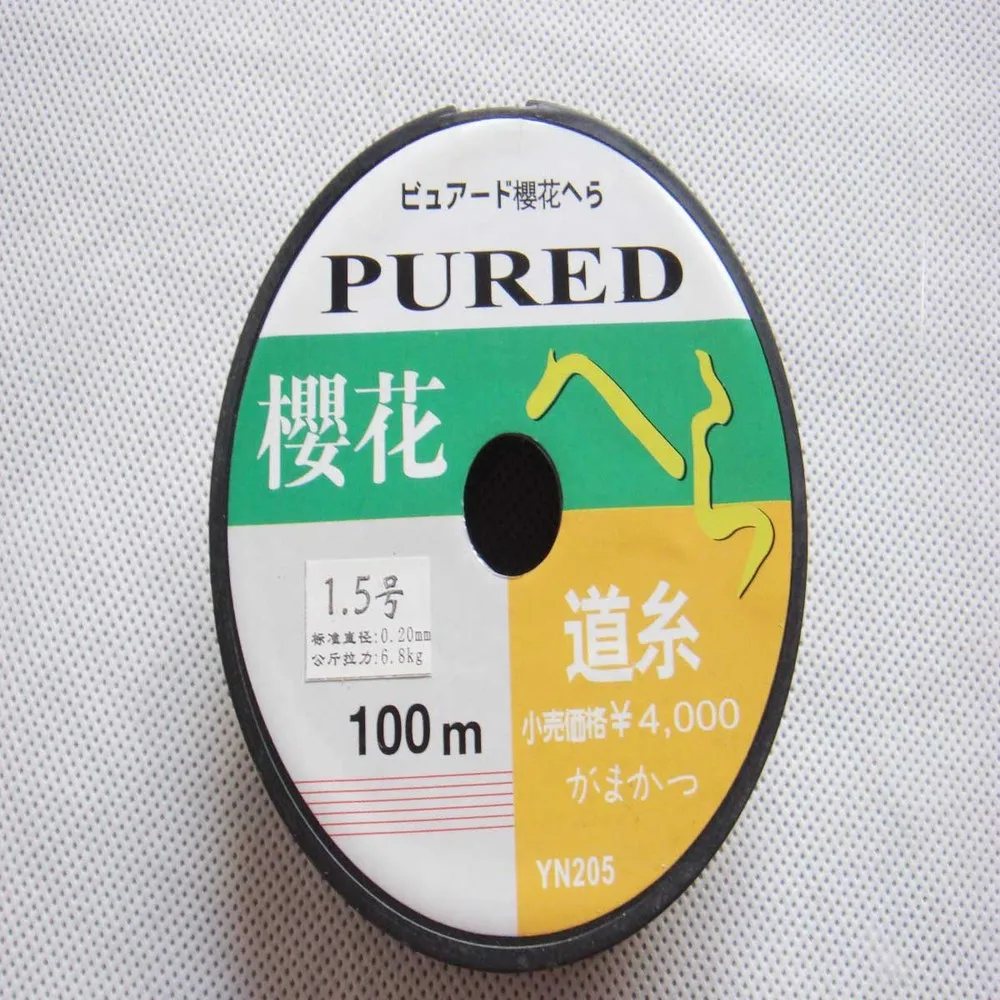 ピュアード櫻花へら
PURED
櫻花
へら
1.5号
标准直径:0.20mm
公斤拉力:6.8kg
100m
道糸
小売価格¥4,000
がまかつ
YN205